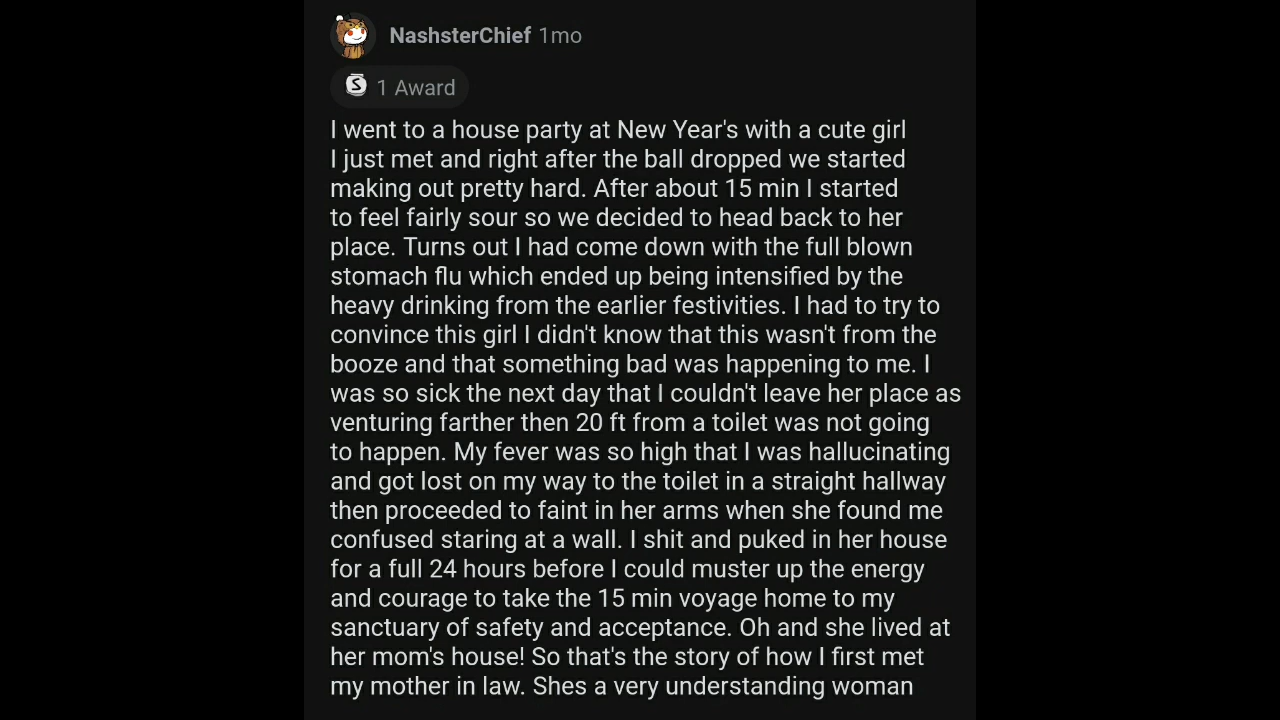 NashsterChief 1mo
1 Award
I went to a house party at New Year's with a cute girl
I just met and right after the ball dropped we started
making out pretty hard. After about 15 min I started
to feel fairly sour so we decided to head back to her
place. Turns out I had come down with the full blown
stomach flu which ended up being intensified by the
heavy drinking from the earlier festivities. I had to try to
convince this girl I didn't know that this wasn't from the
booze and that something bad was happening to me. I
was so sick the next day that I couldn't leave her place as
venturing farther then 20 ft from a toilet was not going
to happen. My fever was so high that I was hallucinating
and got lost on my way to the toilet in a straight hallway
then proceeded to faint in her arms when she found me
confused staring at a wall. I shit and puked in her house
for a full 24 hours before I could muster up the energy
and courage to take the 15 min voyage home to my
sanctuary of safety and acceptance. Oh and she lived at
her mom's house! So that's the story of how I first met
my mother in law. Shes a very understanding woman